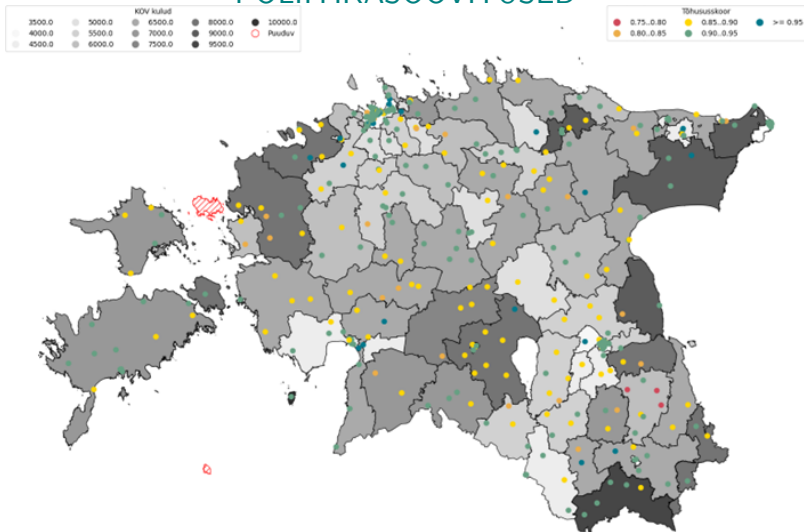 POLIITIKASOOVITUSED
KOV kulud
3500.0 5000.0 6500.0 8000.0 10000.0
4000.0 5500.0 7000.0 9000.0 Puuduv
4500.0 6000.0 7500.0 9500.0
Tõhususskoor
0.75..0.80 0.85..0.90 >= 0.95
0.80..0.85 0.90..0.95